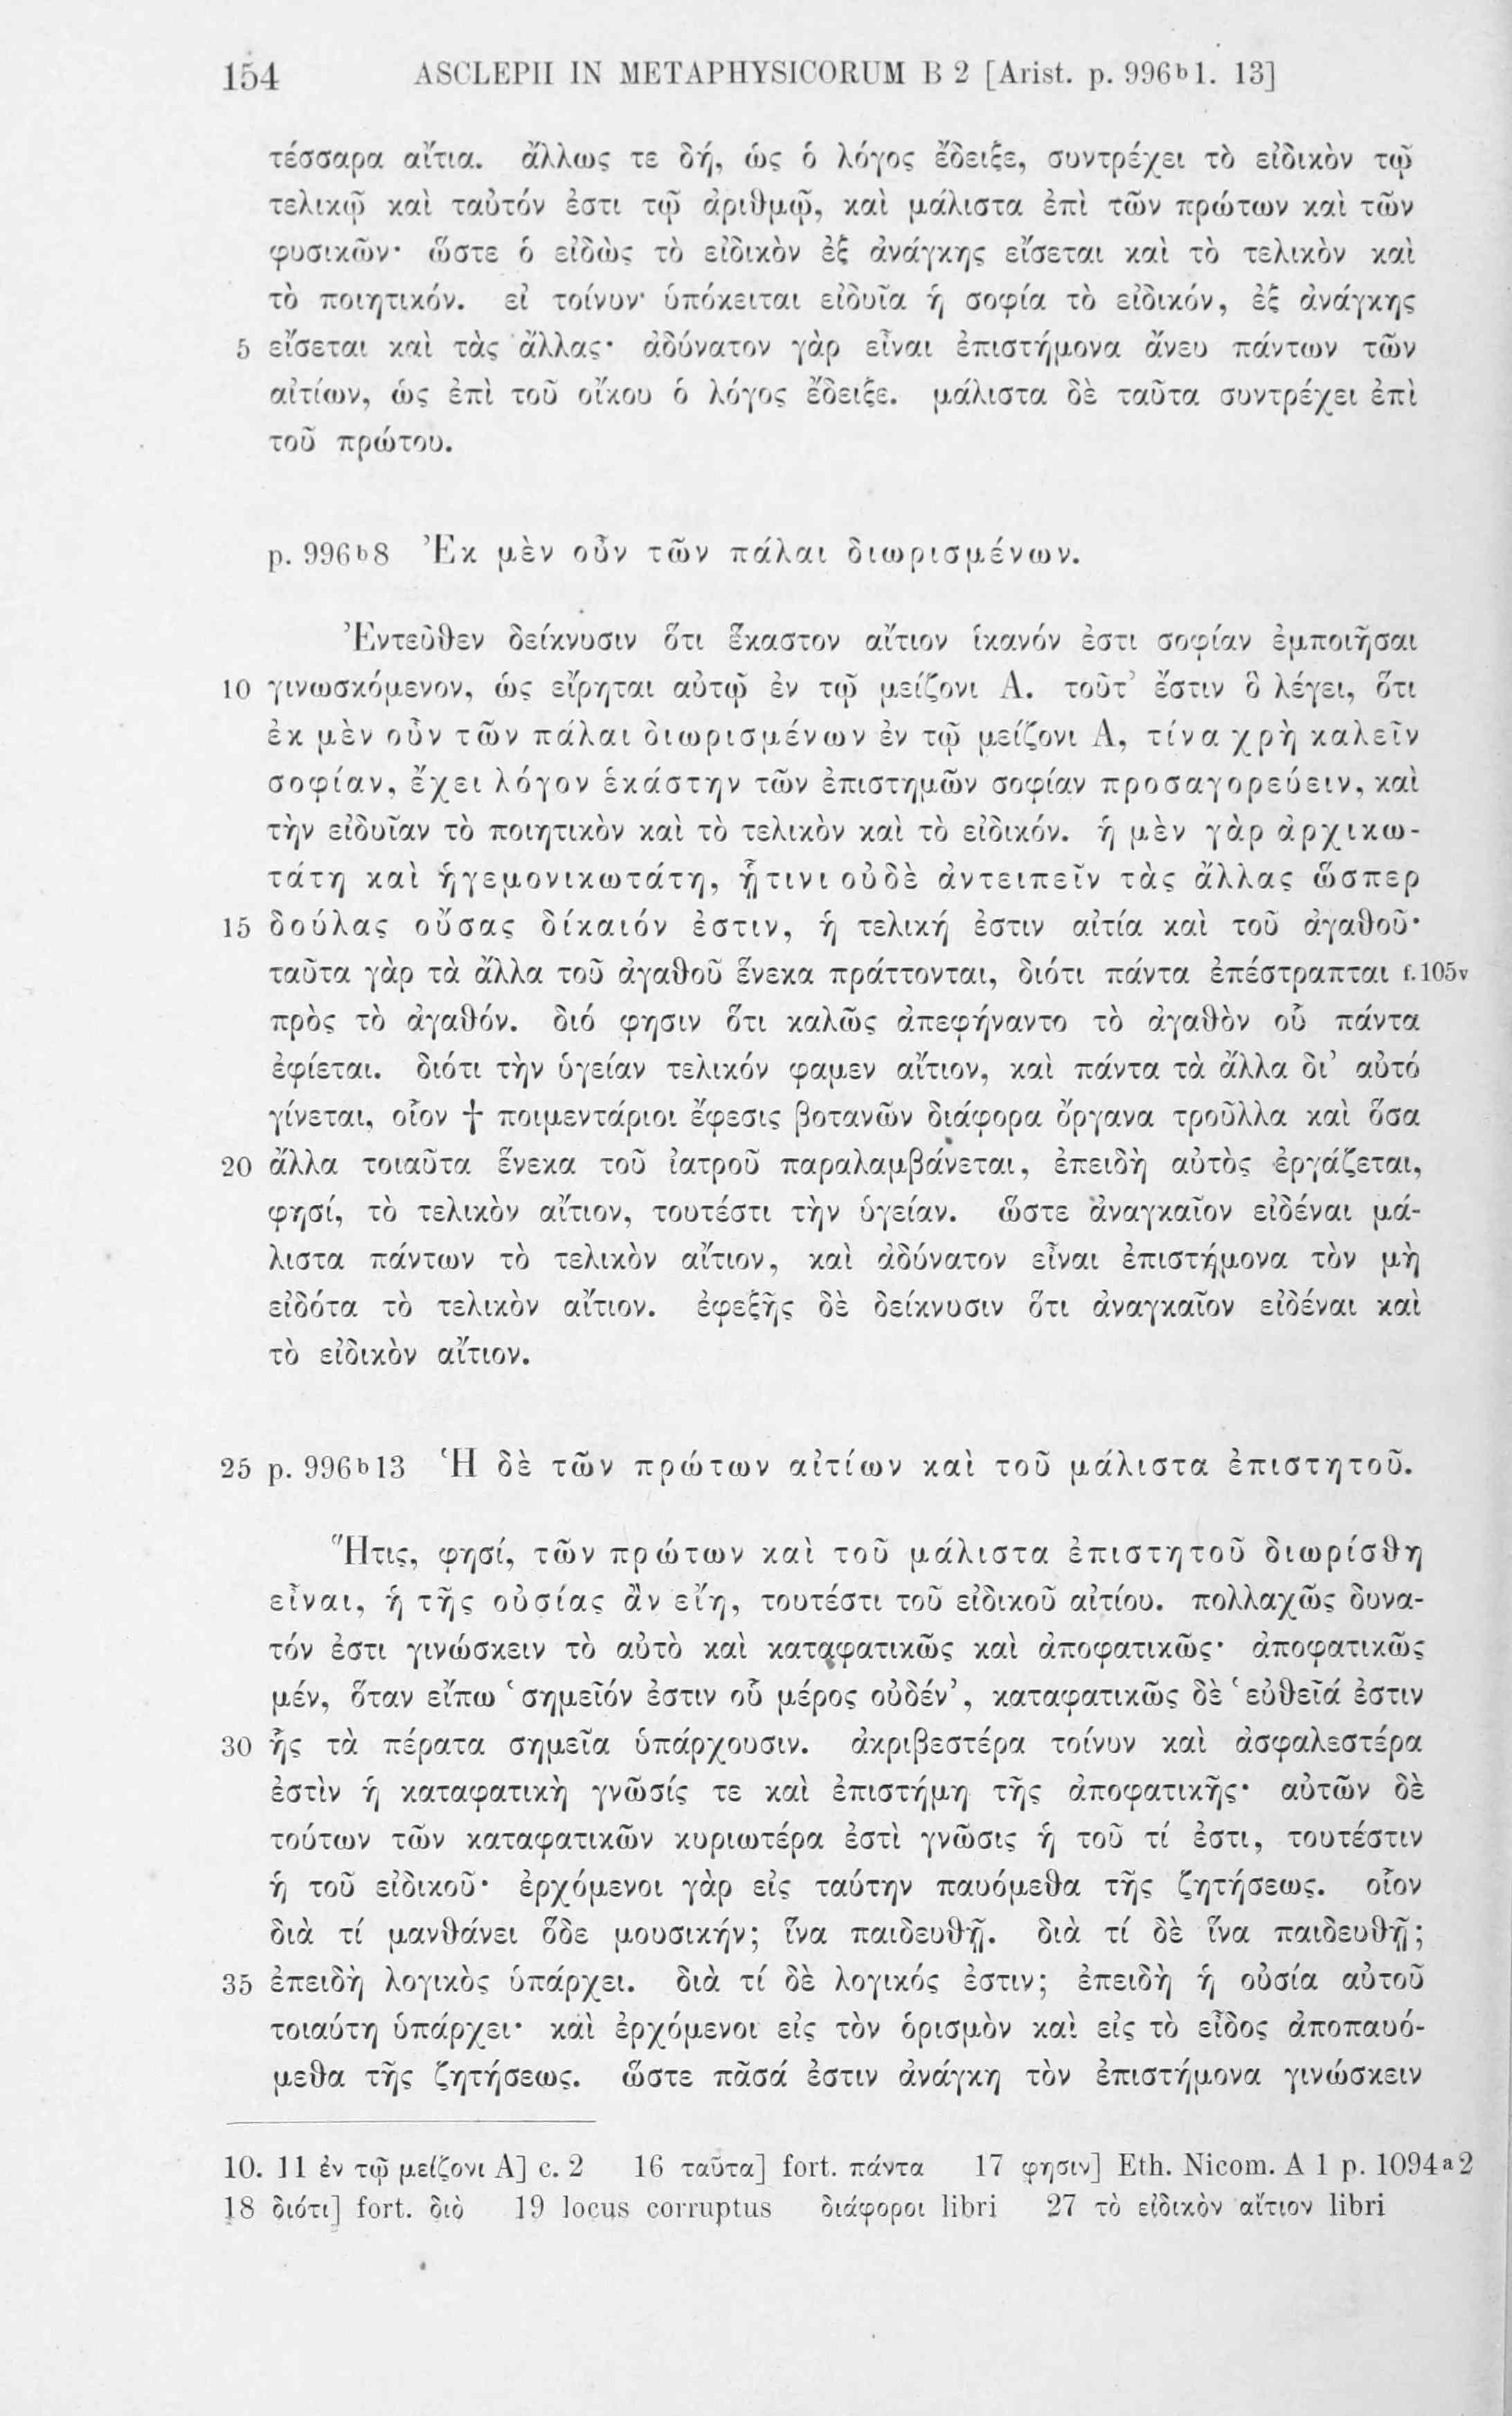 154 ASCLEPII IN METAPHYSICORUM B 2 [Arist. p. 996b1. 13]
τέσσαρα αἴτια. ἄλλως τε δή, ὡς ὁ λόγος ἔδειξε, συντρέχει τὸ εἰδικὸν τῷ
τελικῷ καὶ ταὐτόν ἐστι τῷ ἀριθμῷ, καὶ μάλιστα ἐπὶ τῶν πρώτων καὶ τῶν
φυσικῶν· ὥστε ὁ εἰδὼς τὸ εἰδικὸν ἐξ ἀνάγκης εἴσεται καὶ τὸ τελικὸν καὶ
τὸ ποιητικόν. εἰ τοίνυν ὑπόκειται εἰδυῖα ἡ σοφία τὸ εἰδικόν, ἐξ ἀνάγκης
5 εἴσεται καὶ τὰς ἄλλας· ἀδύνατον γὰρ εἶναι ἐπιστήμονα ἄνευ πάντων τῶν
αἰτίων, ὡς ἐπὶ τοῦ οἴκου ὁ λόγος ἔδειξε. μάλιστα δὲ ταῦτα συντρέχει ἐπὶ
τοῦ πρώτου.
p. 996b8 Ἐκ μὲν οὖν τῶν πάλαι διωρισμένων.
Ἐντεῦθεν δείκνυσιν ὅτι ἕκαστον αἴτιον ἱκανόν ἐστι σοφίαν ἐμποιῆσαι
10 γινωσκόμενον, ὡς εἴρηται αὐτῷ ἐν τῷ μείζονι Α. τοῦτ' ἔστιν ὃ λέγει, ὅτι
ἐκ μὲν οὖν τῶν πάλαι διωρισμένων ἐν τῷ μείζονι Α, τίνα χρὴ καλεῖν
σοφίαν, ἔχει λόγον ἑκάστην τῶν ἐπιστημῶν σοφίαν προσαγορεύειν, καὶ
τὴν εἰδυῖαν τὸ ποιητικὸν καὶ τὸ τελικὸν καὶ τὸ εἰδικόν. ἡ μὲν γὰρ ἀρχικω-
τάτη καὶ ἡγεμονικωτάτη, ᾗτινι οὐδὲ ἀντειπεῖν τὰς ἄλλας ὥσπερ
15 δούλας οὔσας δίκαιόν ἐστιν, ἡ τελική ἐστιν αἰτία καὶ τοῦ ἀγαθοῦ·
ταῦτα γὰρ τὰ ἄλλα τοῦ ἀγαθοῦ ἕνεκα πράττονται, διότι πάντα ἐπέστραπται f.105v
πρὸς τὸ ἀγαθόν. διό φησιν ὅτι καλῶς ἀπεφήναντο τὸ ἀγαθὸν οὗ πάντα
ἐφίεται. διότι τὴν ὑγείαν τελικόν φαμεν αἴτιον, καὶ πάντα τὰ ἄλλα δι' αὐτό
γίνεται, οἷον † ποιμεντάριοι ἔφεσις βοτανῶν διάφορα ὄργανα τροῦλλα καὶ ὅσα
20 ἄλλα τοιαῦτα ἕνεκα τοῦ ἰατροῦ παραλαμβάνεται, ἐπειδὴ αὐτὸς ἐργάζεται,
φησί, τὸ τελικὸν αἴτιον, τουτέστι τὴν ὑγείαν. ὥστε ἀναγκαῖον εἰδέναι μά-
λιστα πάντων τὸ τελικὸν αἴτιον, καὶ ἀδύνατον εἶναι ἐπιστήμονα τὸν μὴ
εἰδότα τὸ τελικὸν αἴτιον. ἐφεξῆς δὲ δείκνυσιν ὅτι ἀναγκαῖον εἰδέναι καὶ
τὸ εἰδικὸν αἴτιον.
25 p. 996b13 Ἡ δὲ τῶν πρώτων αἰτίων καὶ τοῦ μάλιστα ἐπιστητοῦ.
Ἥτις, φησί, τῶν πρώτων καὶ τοῦ μάλιστα ἐπιστητοῦ διωρίσθη
εἶναι, ἡ τῆς οὐσίας ἂν εἴη, τουτέστι τοῦ εἰδικοῦ αἰτίου. πολλαχῶς δυνα-
τόν ἐστι γινώσκειν τὸ αὐτὸ καὶ καταφατικῶς καὶ ἀποφατικῶς· ἀποφατικῶς
μέν, ὅταν εἴπω ‘σημεῖόν ἐστιν οὗ μέρος οὐδέν’, καταφατικῶς δὲ ‘εὐθεῖά ἐστιν
30 ἧς τὰ πέρατα σημεῖα ὑπάρχουσιν. ἀκριβεστέρα τοίνυν καὶ ἀσφαλεστέρα
ἐστὶν ἡ καταφατικὴ γνῶσίς τε καὶ ἐπιστήμη τῆς ἀποφατικῆς· αὐτῶν δὲ
τούτων τῶν καταφατικῶν κυριωτέρα ἐστὶ γνῶσις ἡ τοῦ τί ἐστι, τουτέστιν
ἡ τοῦ εἰδικοῦ· ἐρχόμενοι γὰρ εἰς ταύτην παυόμεθα τῆς ζητήσεως. οἷον
διὰ τί μανθάνει ὅδε μουσικήν; ἵνα παιδευθῇ. διὰ τί δὲ ἵνα παιδευθῇ;
35 ἐπειδὴ λογικὸς ὑπάρχει. διὰ τί δὲ λογικός ἐστιν; ἐπειδὴ ἡ οὐσία αὐτοῦ
τοιαύτη ὑπάρχει· καὶ ἐρχόμενοι εἰς τὸν ὁρισμὸν καὶ εἰς τὸ εἶδος ἀποπαυό-
μεθα τῆς ζητήσεως. ὥστε πᾶσά ἐστιν ἀνάγκη τὸν ἐπιστήμονα γινώσκειν
10. 11 ἐν τῷ μείζονι Α] c. 2 16 ταῦτα] fort. πάντα 17 φησιν] Eth. Nicom. A 1 p. 1094a2
18 διότι] fort. διὸ 19 locus corruptus διάφοροι libri 27 τὸ εἰδικὸν αἴτιον libri